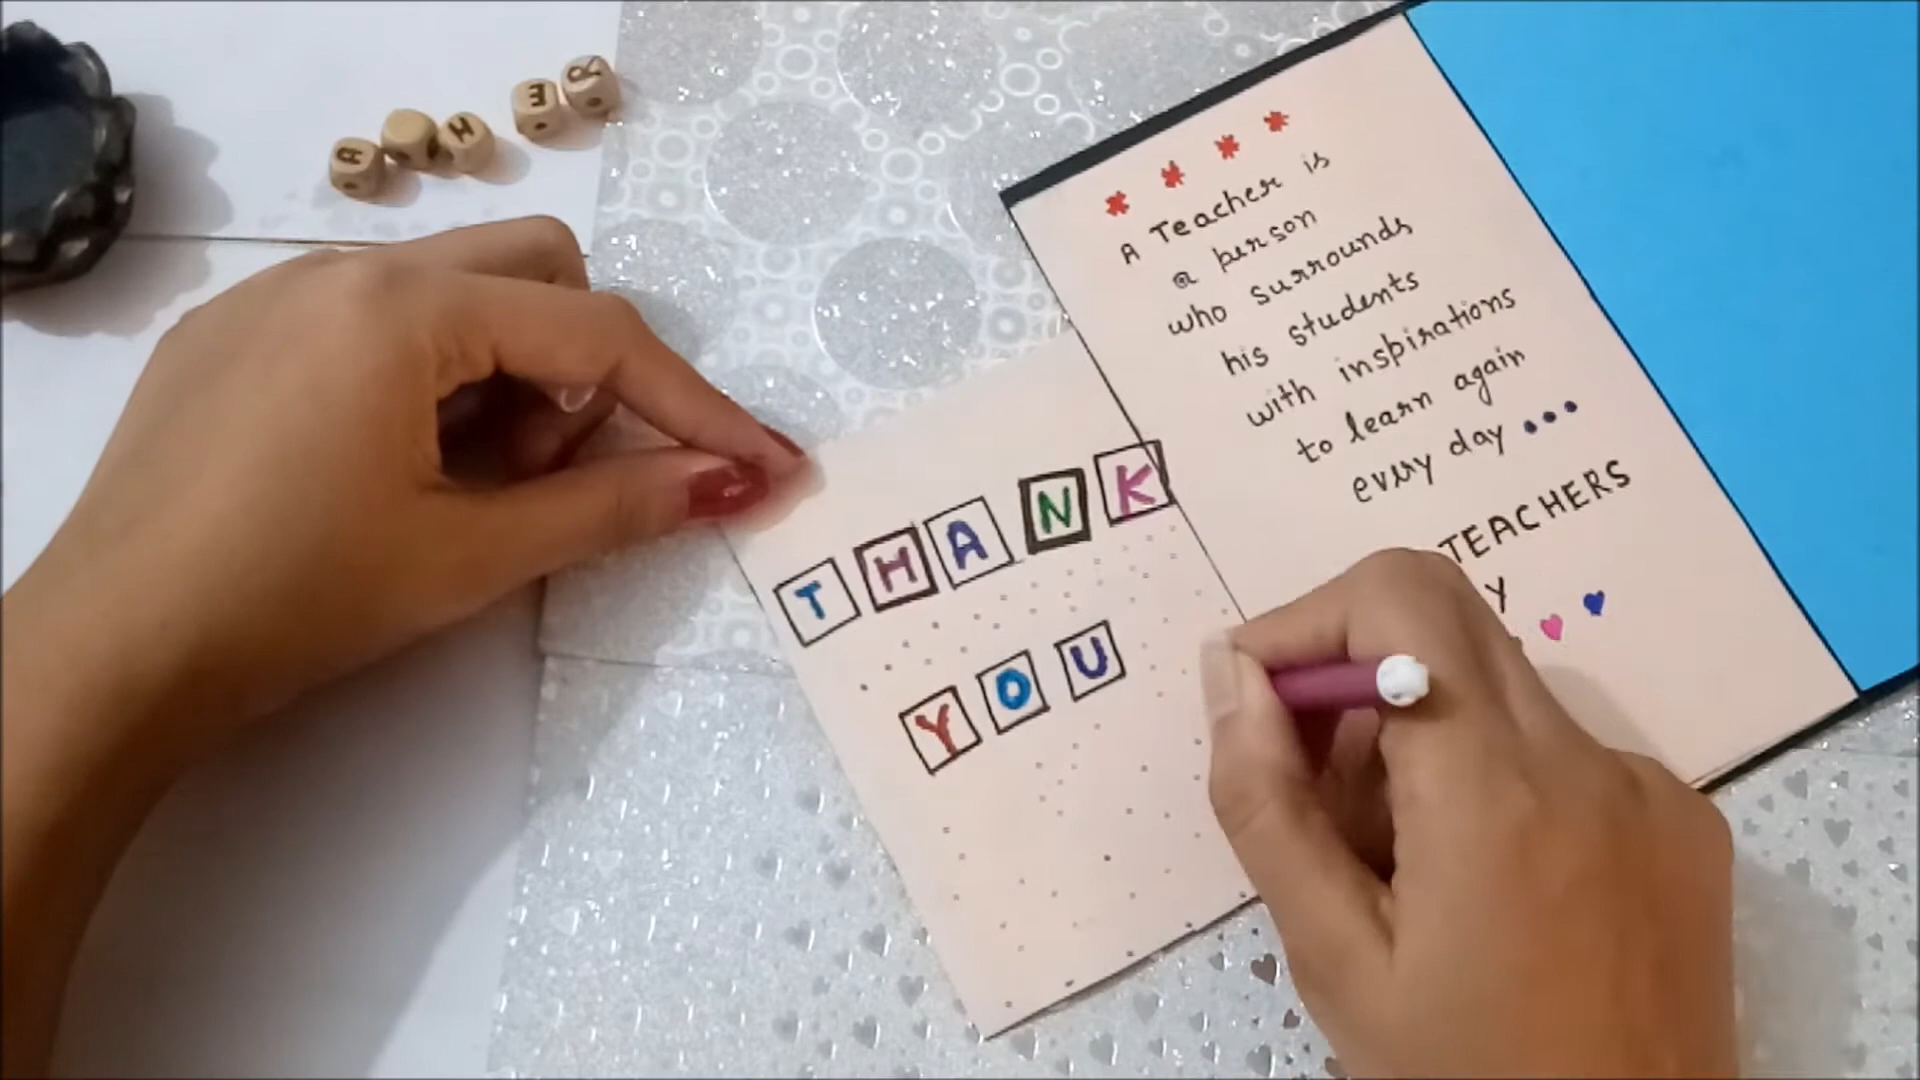 A H E R
A Teacher is
a person
who surrounds
his students
with inspirations
to learn again
every day ...
TEACHERS
Y
THANK
YOU